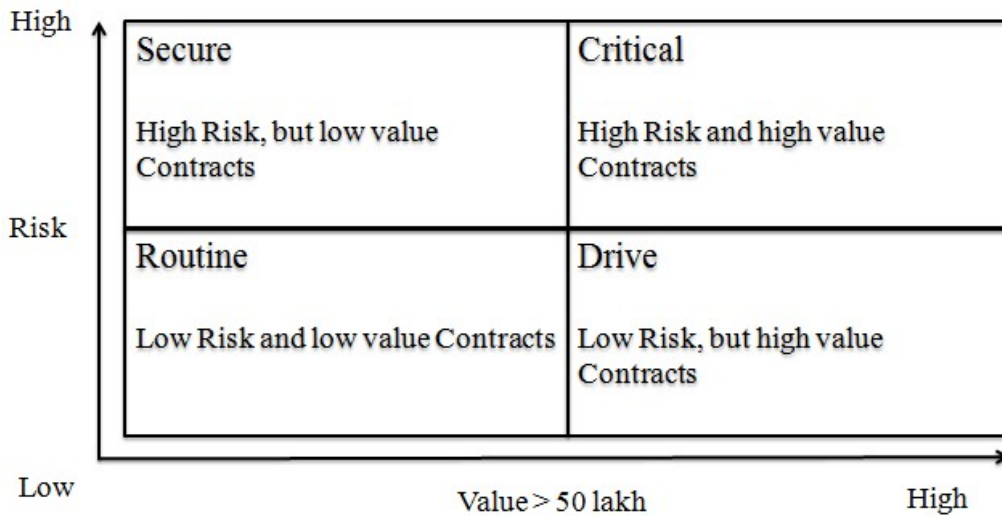 High
Secure
High Risk, but low value
Contracts
Critical
High Risk and high value
Contracts
Risk
Routine
Low Risk and low value Contracts
Drive
Low Risk, but high value
Contracts
Low
Value > 50 lakh
High